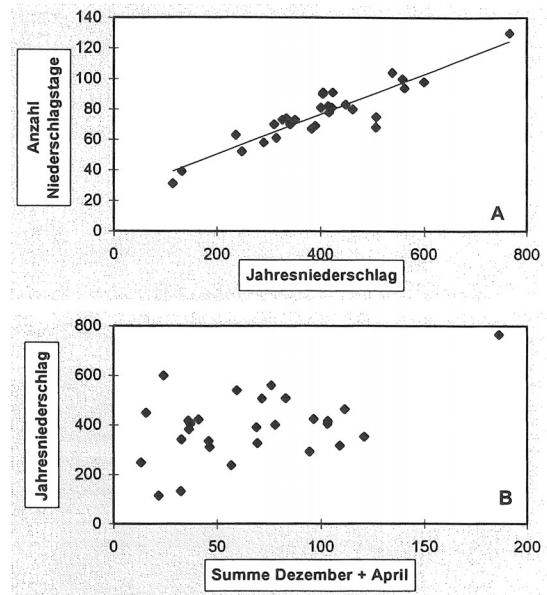 140
120
100
80
60
40
20
0
Anzahl
Niederschlagstage
A
0 200 400 600 800
Jahresniederschlag
800
600
400
200
0
Jahresniederschlag
B
0 50 100 150 200
Summe Dezember + April